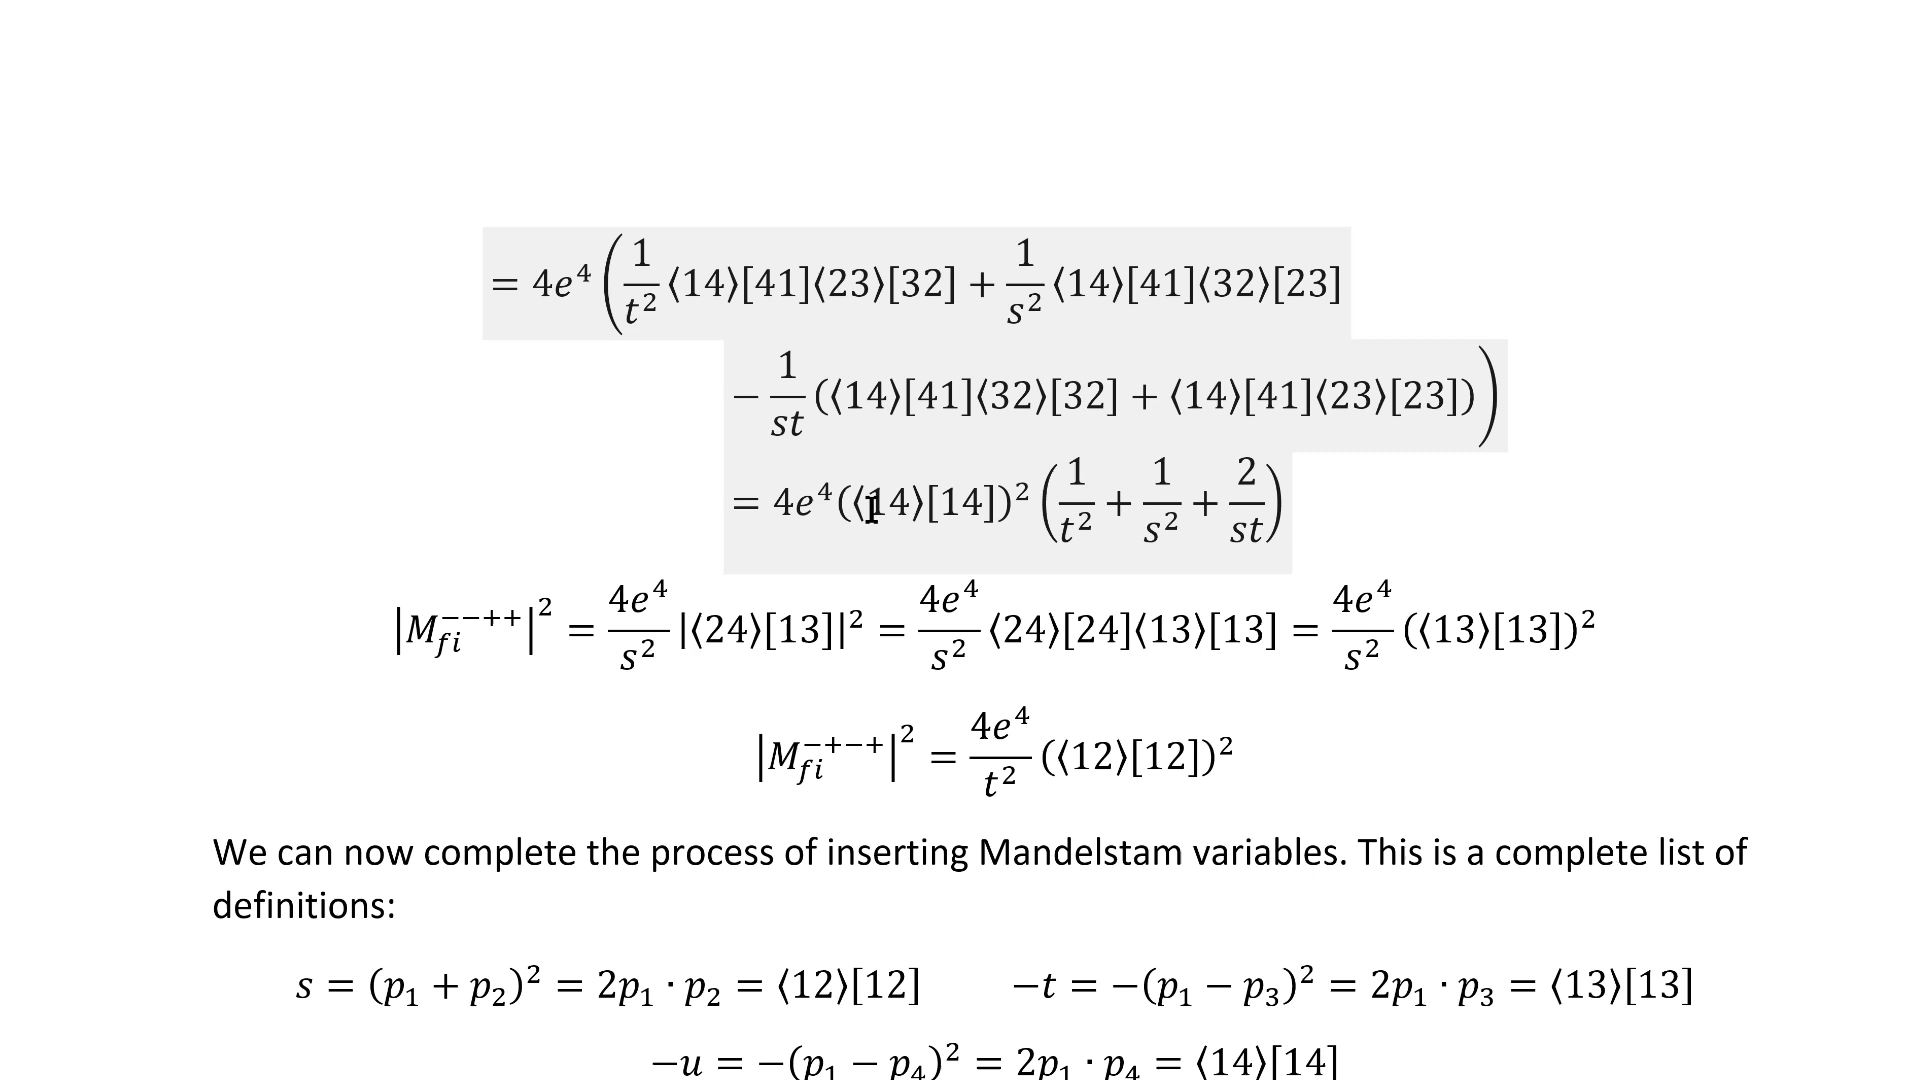 = 4e⁴ (1/t² ⟨14⟩[41]⟨23⟩[32] + 1/s² ⟨14⟩[41]⟨32⟩[23]
− 1/st (⟨14⟩[41]⟨32⟩[32] + ⟨14⟩[41]⟨23⟩[23]))
= 4e⁴(⟨14⟩[14])² (1/t² + 1/s² + 2/st)
|M_fi^−−++|² = 4e⁴/s² |⟨24⟩[13]|² = 4e⁴/s² ⟨24⟩[24]⟨13⟩[13] = 4e⁴/s² (⟨13⟩[13])²
|M_fi^−+−+|² = 4e⁴/t² (⟨12⟩[12])²
We can now complete the process of inserting Mandelstam variables. This is a complete list of
definitions:
s = (p₁ + p₂)² = 2p₁ · p₂ = ⟨12⟩[12] −t = −(p₁ − p₃)² = 2p₁ · p₃ = ⟨13⟩[13]
−u = −(p₁ − p₄)² = 2p₁ · p₄ = ⟨14⟩[14]